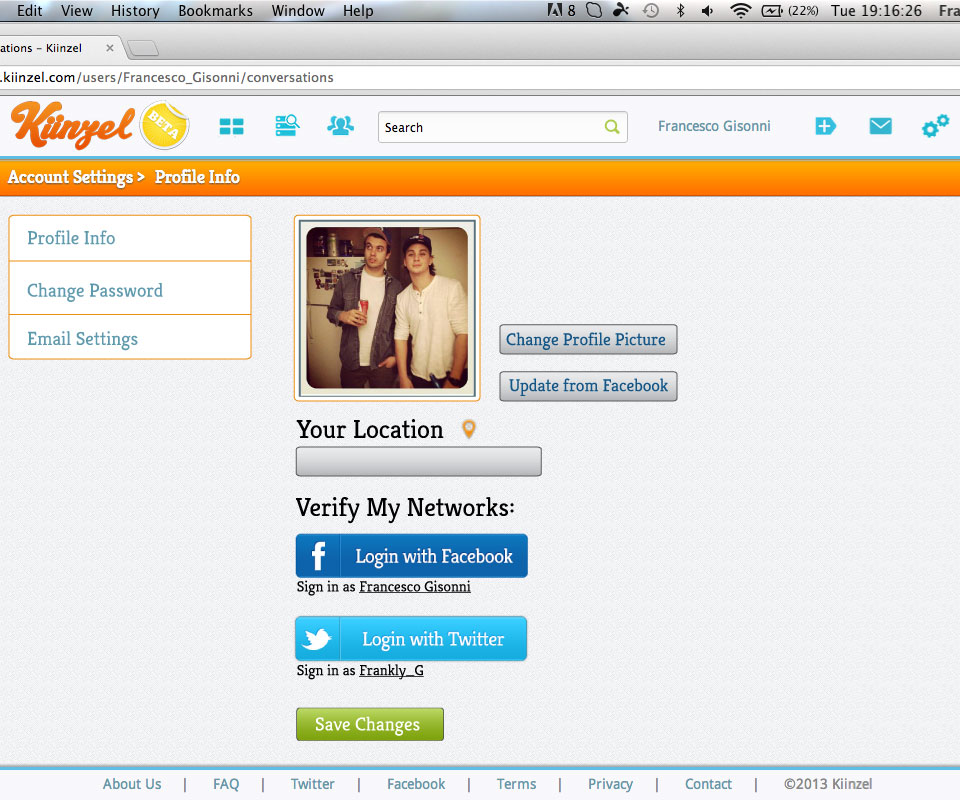 Edit View History Bookmarks Window Help 8 (22%) Tue 19:16:26 Fra
ations – Kiinzel ×
.kiinzel.com/users/Francesco_Gisonni/conversations
Kiinzel BETA Search Francesco Gisonni
Account Settings > Profile Info
Profile Info
Change Password
Email Settings
Change Profile Picture
Update from Facebook
Your Location
Verify My Networks:
f Login with Facebook
Sign in as Francesco Gisonni
Login with Twitter
Sign in as Frankly_G
Save Changes
About Us | FAQ | Twitter | Facebook | Terms | Privacy | Contact | ©2013 Kiinzel